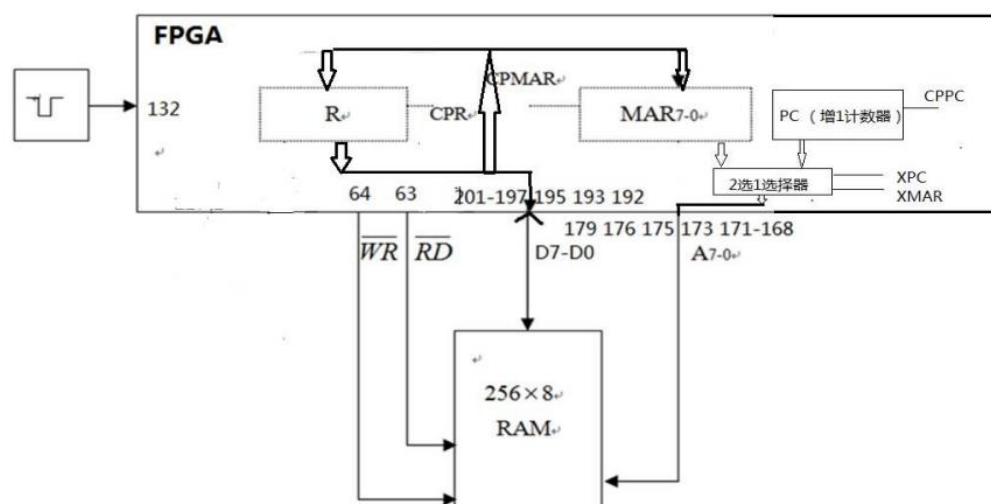 FPGA
CPMAR
132
R
CPR
MAR7-0
PC（增1计数器）
CPPC
2选1选择器
XPC
XMAR
64 63 201-197 195 193 192
179 176 175 173 171-168
WR RD D7-D0 A7-0
256×8
RAM